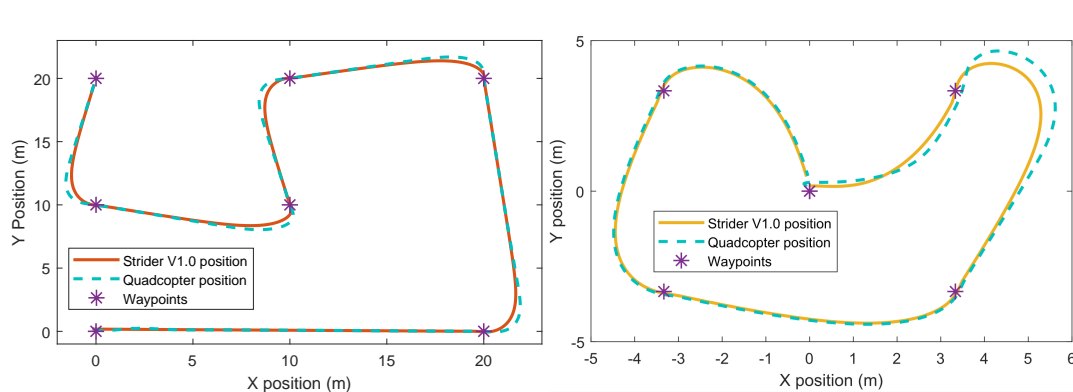 Y Position (m)
20
15
10
5
0
Strider V1.0 position
Quadcopter position
Waypoints
0 5 10 15 20
X position (m)
Y position (m)
5
0
-5
Strider V1.0 position
Quadcopter position
Waypoints
-5 -4 -3 -2 -1 0 1 2 3 4 5 6
X position (m)